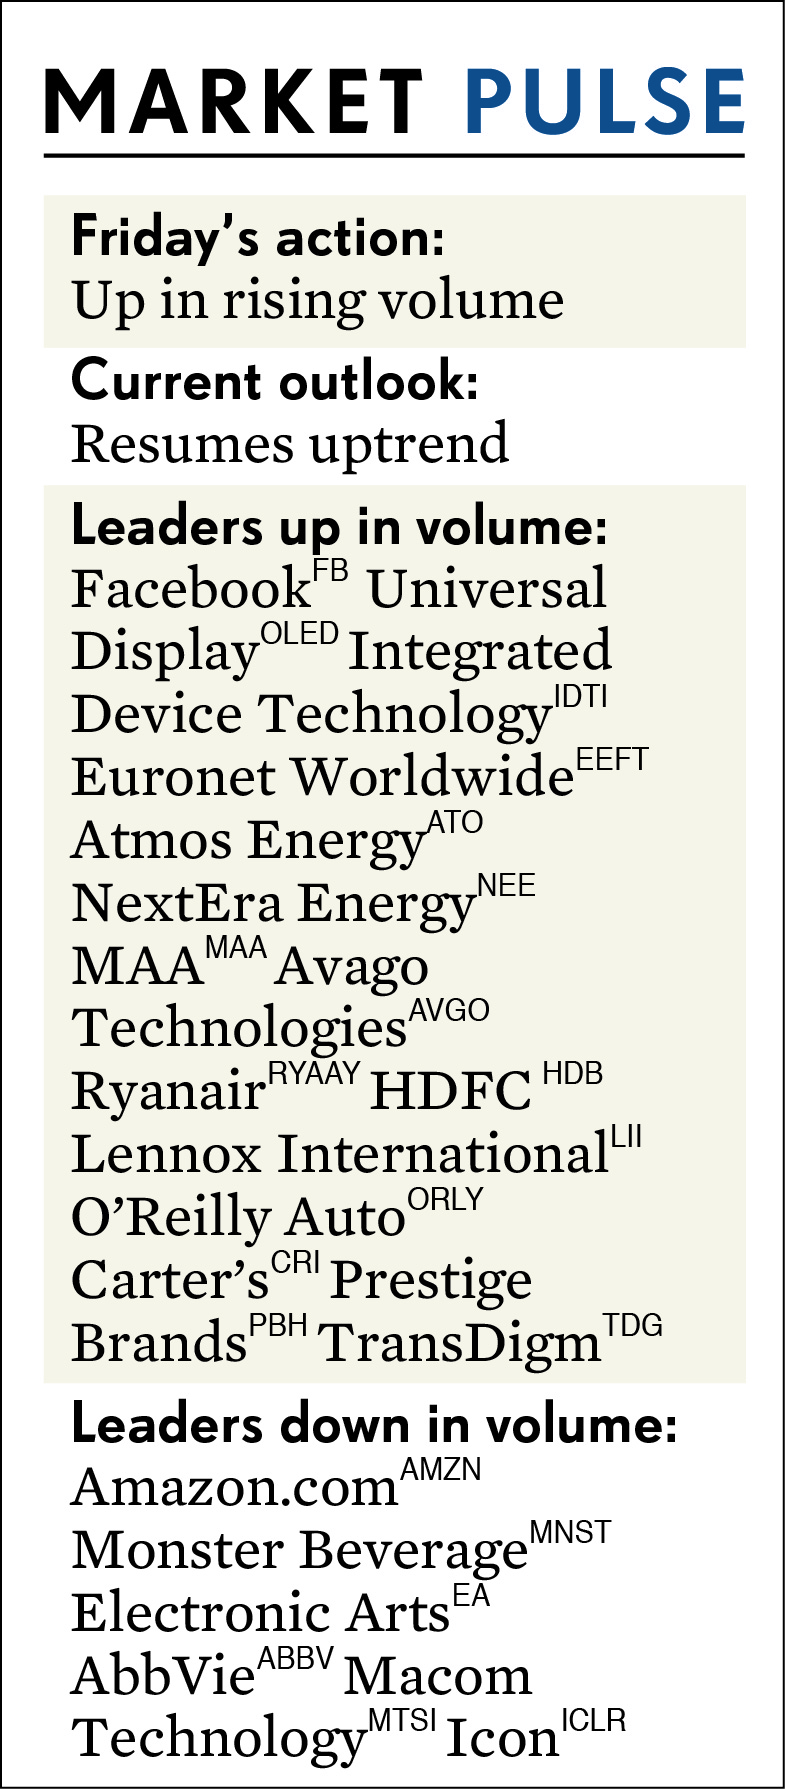 MARKET PULSE
Friday’s action:
Up in rising volume
Current outlook:
Resumes uptrend
Leaders up in volume:
Facebook FB Universal
Display OLED Integrated
Device Technology IDTI
Euronet Worldwide EEFT
Atmos Energy ATO
NextEra Energy NEE
MAA MAA Avago
Technologies AVGO
Ryanair RYAAY HDFC HDB
Lennox International LII
O’Reilly Auto ORLY
Carter’s CRI Prestige
Brands PBH TransDigm TDG
Leaders down in volume:
Amazon.com AMZN
Monster Beverage MNST
Electronic Arts EA
AbbVie ABBV Macom
Technology MTSI Icon ICLR